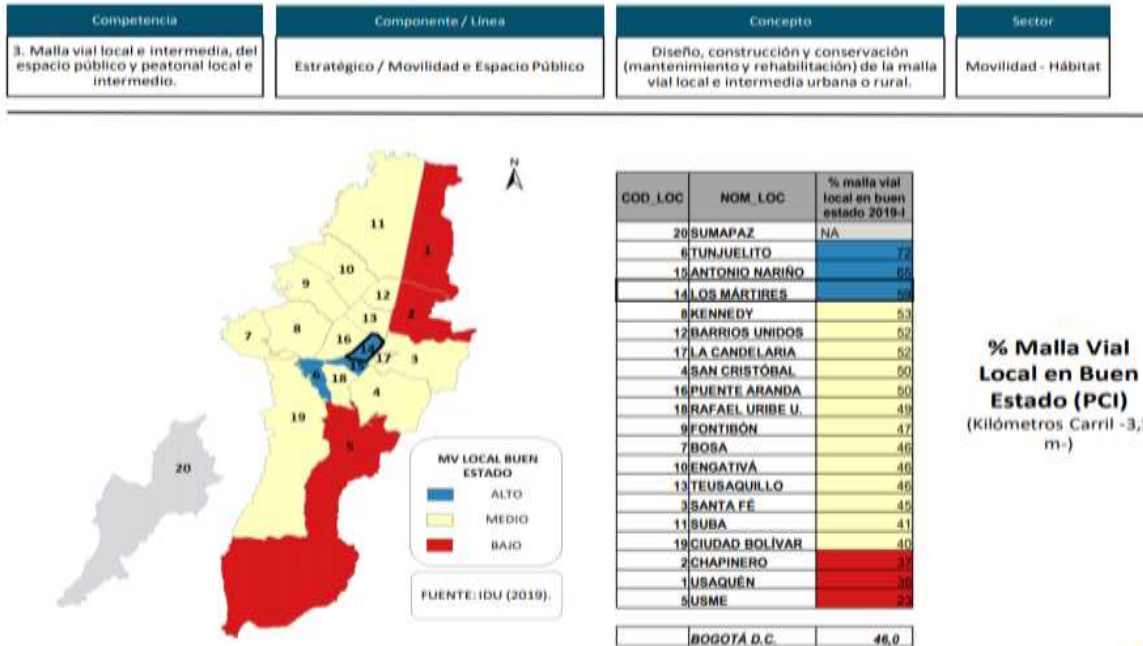 Competencia
3. Malla vial local e intermedia, del
espacio público y peatonal local e
intermedio.
Componente / Línea
Estratégico / Movilidad e Espacio Público
Concepto
Diseño, construcción y conservación
(mantenimiento y rehabilitación) de la malla
vial local e intermedia urbana o rural.
Sector
Movilidad - Hábitat
N
11
1
10
9
12
2
13
8
7
16
14
17
3
15
6
18
4
19
5
20
MV LOCAL BUEN
ESTADO
ALTO
MEDIO
BAJO
FUENTE: IDU (2019).
COD_LOC NOM_LOC % malla vial
local en buen
estado 2019-I
20 SUMAPAZ NA
6 TUNJUELITO 72
15 ANTONIO NARIÑO 65
14 LOS MÁRTIRES 59
8 KENNEDY 53
12 BARRIOS UNIDOS 52
17 LA CANDELARIA 52
4 SAN CRISTÓBAL 50
16 PUENTE ARANDA 50
18 RAFAEL URIBE U. 49
9 FONTIBÓN 47
7 BOSA 46
10 ENGATIVÁ 46
13 TEUSAQUILLO 46
3 SANTA FÉ 45
11 SUBA 41
19 CIUDAD BOLÍVAR 40
2 CHAPINERO 37
1 USAQUÉN
5 USME 23
BOGOTÁ D.C. 46,0
% Malla Vial
Local en Buen
Estado (PCI)
(Kilómetros Carril -3,
m-)